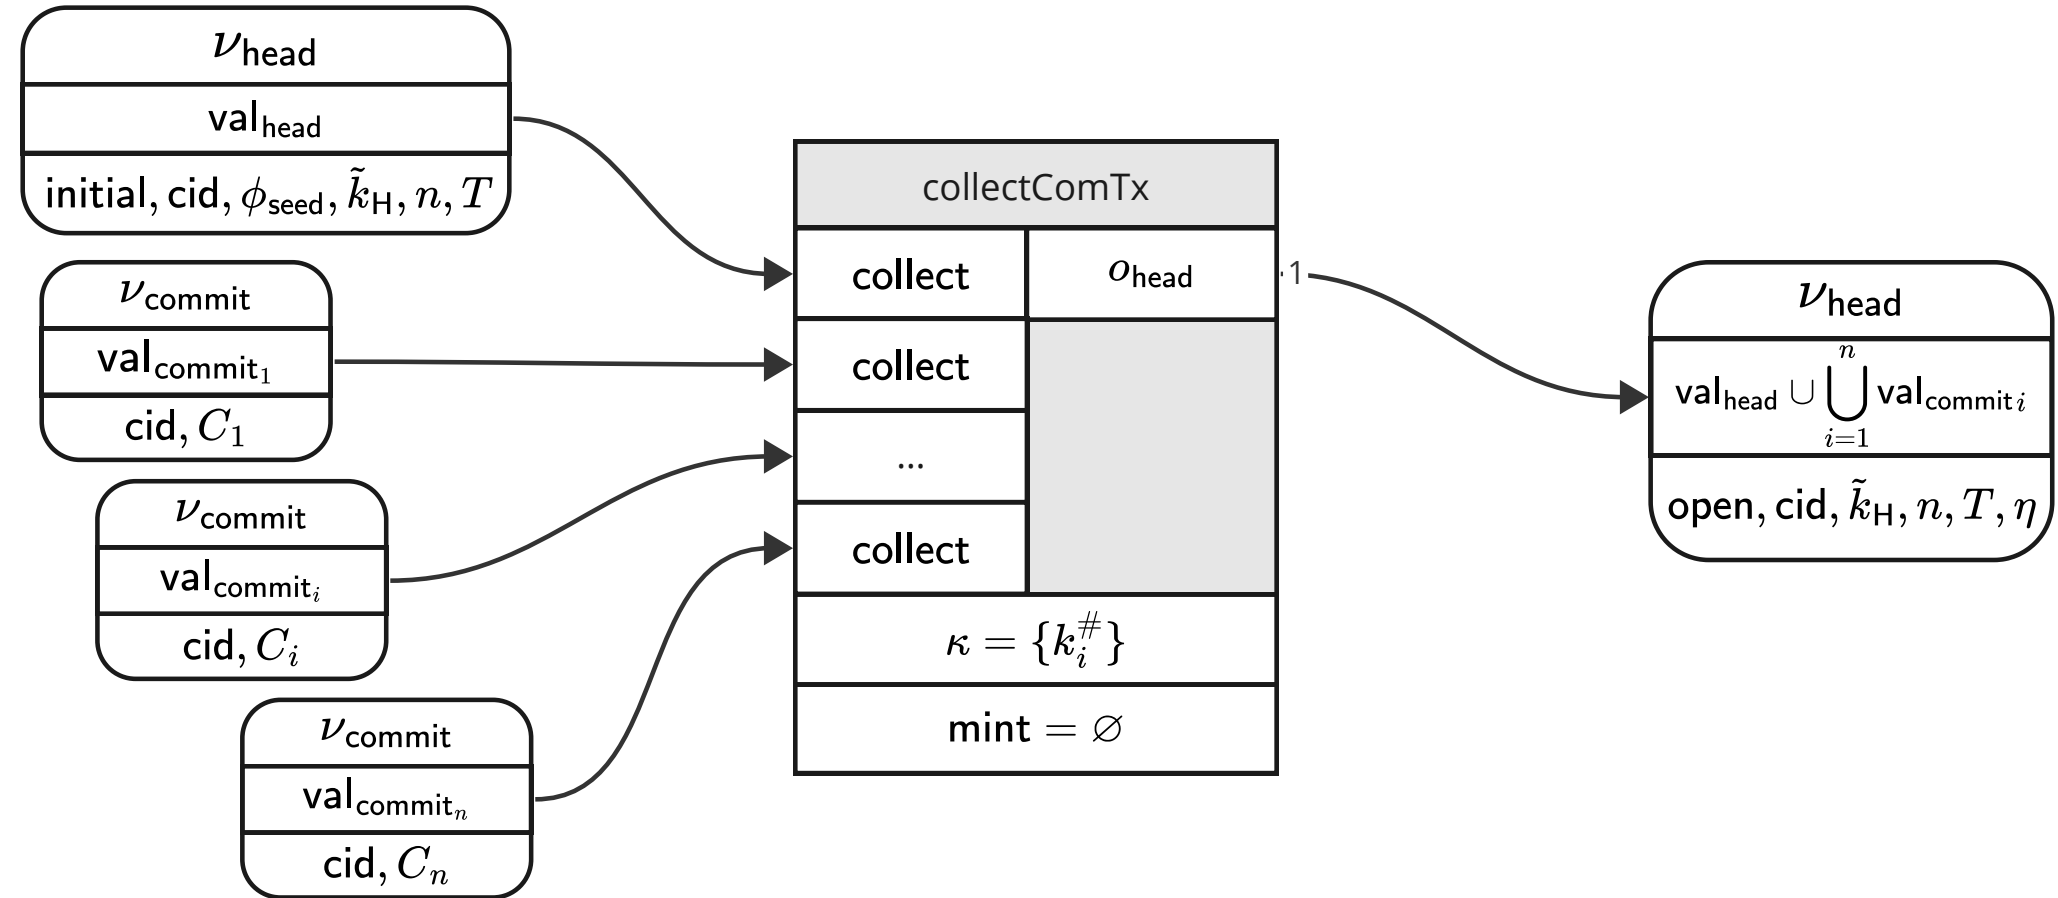 ν_head
val_head
initial, cid, ϕ_seed, k̃_H, n, T
ν_commit
val_commit_1
cid, C_1
ν_commit
val_commit_i
cid, C_i
ν_commit
val_commit_n
cid, C_n
collectComTx
collect o_head
1
collect
...
collect
κ = {k_i^#}
mint = ∅
ν_head
val_head ∪ ⋃_{i=1}^{n} val_commit_i
open, cid, k̃_H, n, T, η